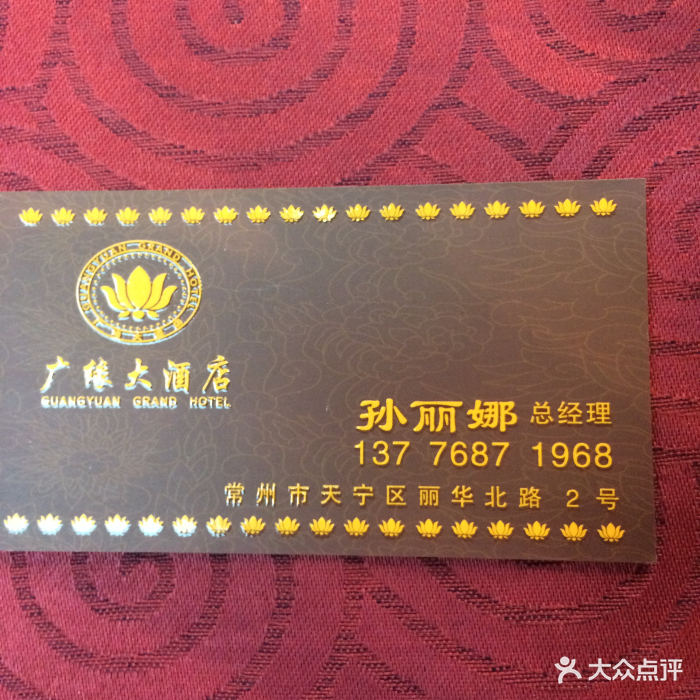 GUANGYUAN GRAND HOTEL
广缘大酒店
GUANGYUAN GRAND HOTEL
孙丽娜 总经理
137 7687 1968
常州市天宁区丽华北路 2 号
大众点评